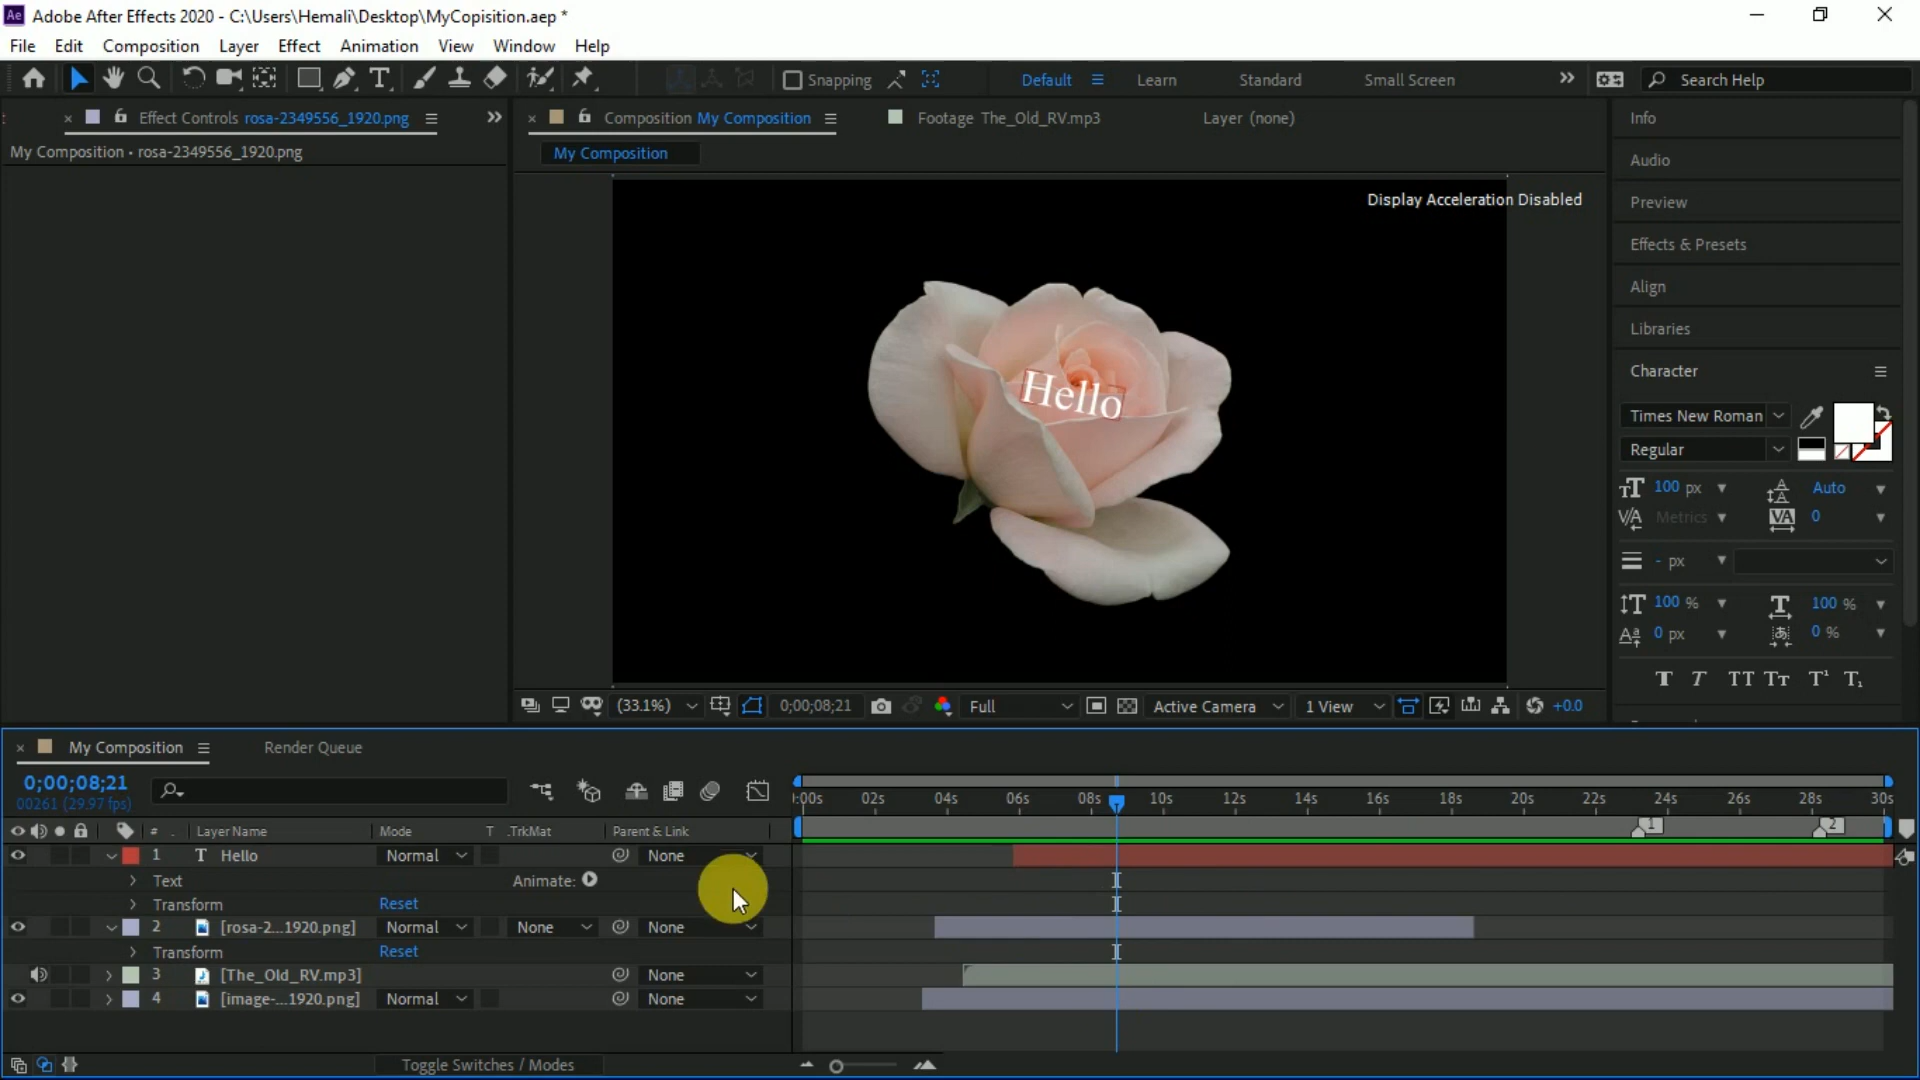 Ae Adobe After Effects 2020 - C:\Users\Hemali\Desktop\MyCopisition.aep *
File Edit Composition Layer Effect Animation View Window Help
T Snapping Default Learn Standard Small Screen Search Help
Effect Controls rosa-2349556_1920.png
Composition My Composition
Footage The_Old_RV.mp3
Layer (none)
My Composition • rosa-2349556_1920.png
My Composition
Display Acceleration Disabled
Hello
Info
Audio
Preview
Effects & Presets
Align
Libraries
Character
Times New Roman
Regular
100 px Auto
Metrics 0
- px
100 % 100 %
0 px 0 %
T T TT Tt T¹ T₁
(33.1%) 0;00;08;21 Full Active Camera 1 View +0.0
My Composition Render Queue
0;00;08;21
00261 (29.97 fps)
:00s 02s 04s 06s 08s 10s 12s 14s 16s 18s 20s 22s 24s 26s 28s 30s
1 2
# Layer Name Mode T .TrkMat Parent & Link
1 T Hello Normal None
Text Animate:
Transform Reset
2 [rosa-2...1920.png] Normal None None
Transform Reset
3 [The_Old_RV.mp3] None
4 [image-...1920.png] Normal None
Toggle Switches / Modes